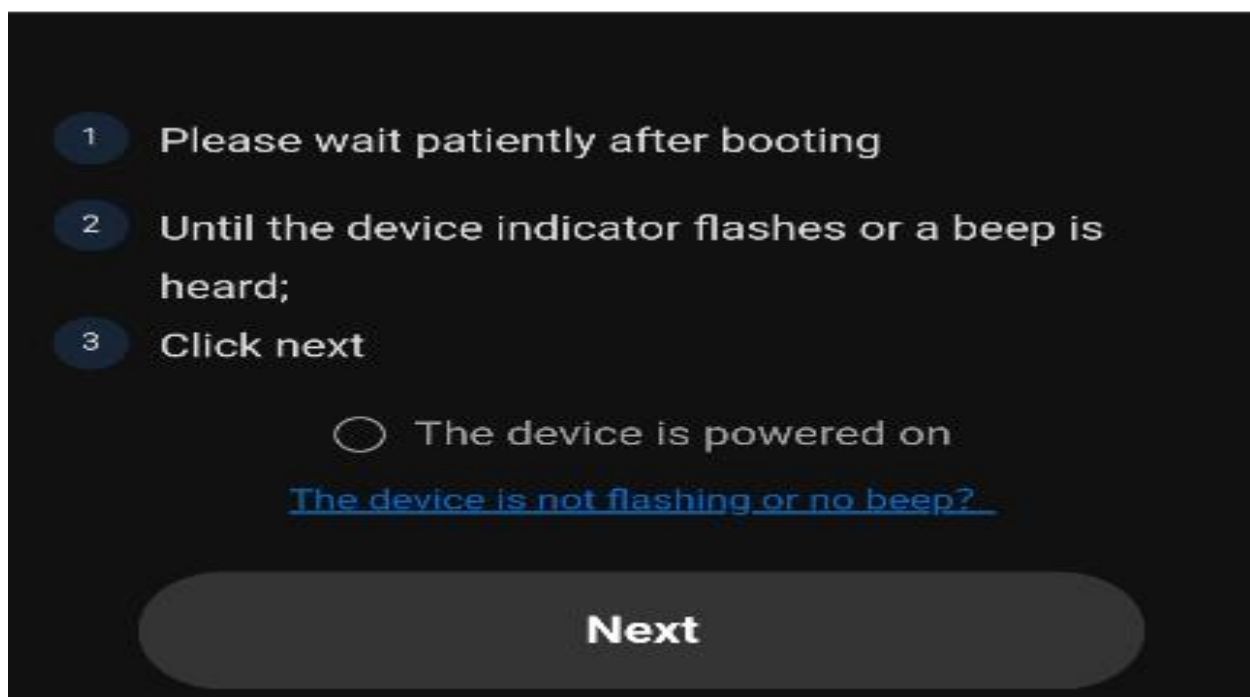 1 Please wait patiently after booting
2 Until the device indicator flashes or a beep is
heard;
3 Click next
The device is powered on
The device is not flashing or no beep?
Next